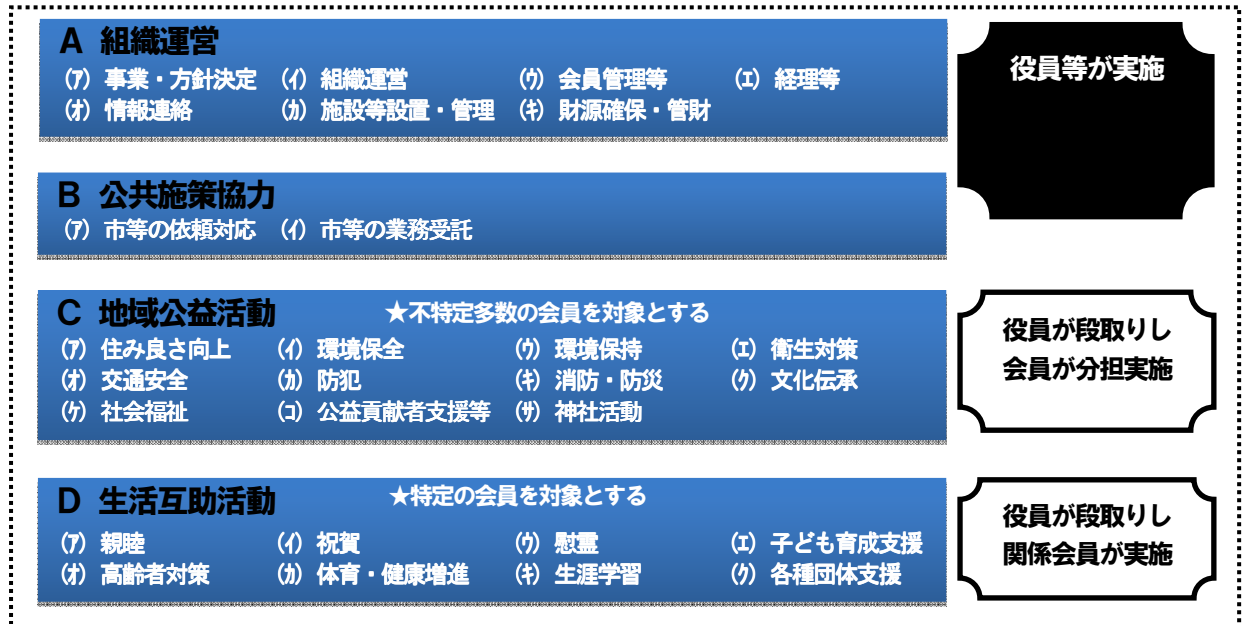 A 組織運営
(ｱ) 事業・方針決定 (ｲ) 組織運営 (ｳ) 会員管理等 (ｴ) 経理等
(ｵ) 情報連絡 (ｶ) 施設等設置・管理 (ｷ) 財源確保・管財
役員等が実施
B 公共施策協力
(ｱ) 市等の依頼対応 (ｲ) 市等の業務受託
C 地域公益活動 ★不特定多数の会員を対象とする
(ｱ) 住み良さ向上 (ｲ) 環境保全 (ｳ) 環境保持 (ｴ) 衛生対策
(ｵ) 交通安全 (ｶ) 防犯 (ｷ) 消防・防災 (ｸ) 文化伝承
(ｹ) 社会福祉 (ｺ) 公益貢献者支援等 (ｻ) 神社活動
役員が段取りし
会員が分担実施
D 生活互助活動 ★特定の会員を対象とする
(ｱ) 親睦 (ｲ) 祝賀 (ｳ) 慰霊 (ｴ) 子ども育成支援
(ｵ) 高齢者対策 (ｶ) 体育・健康増進 (ｷ) 生涯学習 (ｸ) 各種団体支援
役員が段取りし
関係会員が実施